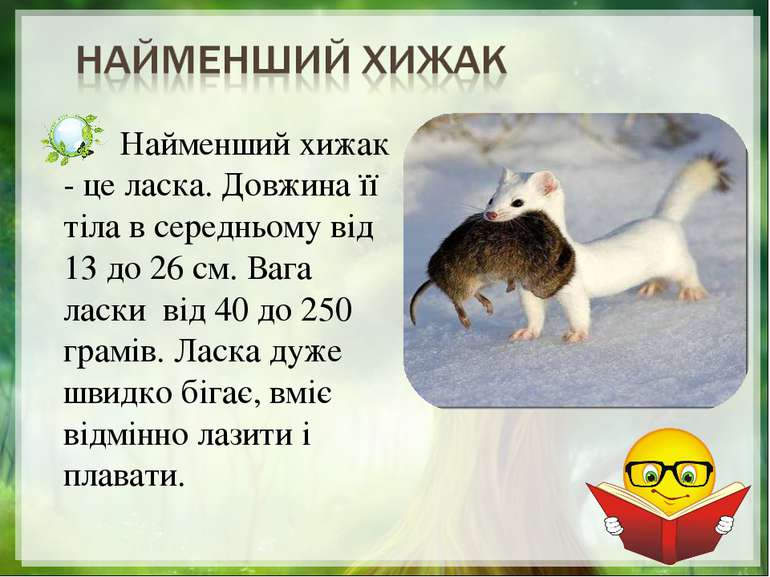 НАЙМЕНШИЙ ХИЖАК
Найменший хижак
- це ласка. Довжина її
тіла в середньому від
13 до 26 см. Вага
ласки від 40 до 250
грамів. Ласка дуже
швидко бігає, вміє
відмінно лазити і
плавати.